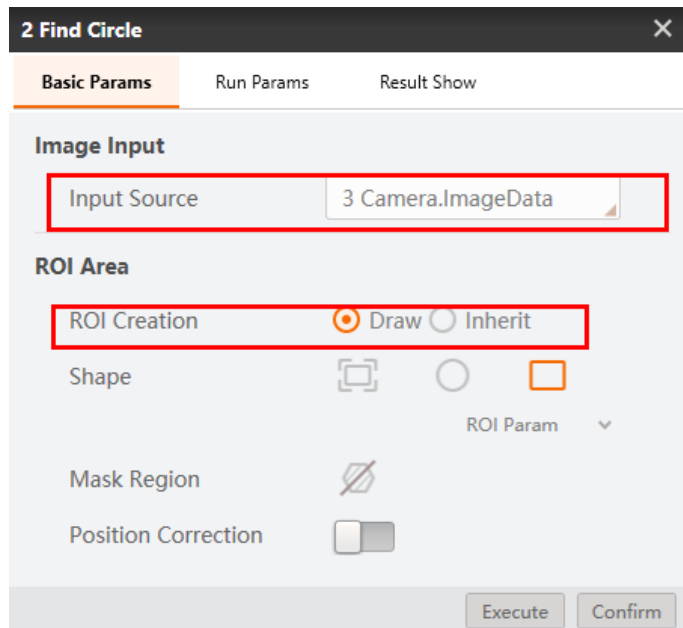 2 Find Circle
Basic Params Run Params Result Show
Image Input
Input Source 3 Camera.ImageData
ROI Area
ROI Creation Draw Inherit
Shape
ROI Param
Mask Region
Position Correction
Execute Confirm